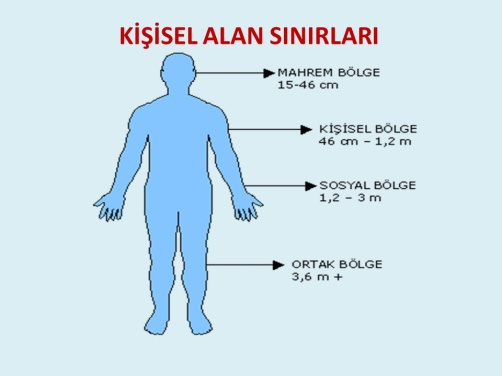 KİŞİSEL ALAN SINIRLARI
MAHREM BÖLGE
15-46 cm
KİŞİSEL BÖLGE
46 cm – 1,2 m
SOSYAL BÖLGE
1,2 – 3 m
ORTAK BÖLGE
3,6 m +